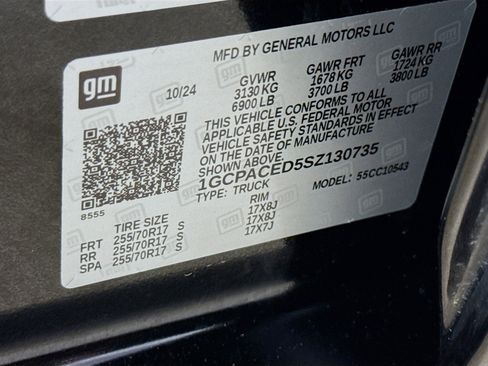 MFD BY GENERAL MOTORS LLC
gm
10/24
GVWR GAWR FRT GAWR RR
3130 KG 1678 KG 1724 KG
6900 LB 3700 LB 3800 LB
THIS VEHICLE CONFORMS TO ALL
APPLICABLE U.S. FEDERAL MOTOR
VEHICLE SAFETY STANDARDS IN EFFECT
ON THE DATE OF MANUFACTURE
1GCPACED5SZ130735
TYPE: TRUCK MODEL: 55CC10543
8555
TIRE SIZE RIM
FRT 255/70R17 S 17X8J
RR 255/70R17 S 17X8J
SPA 255/70R17 S 17X7J